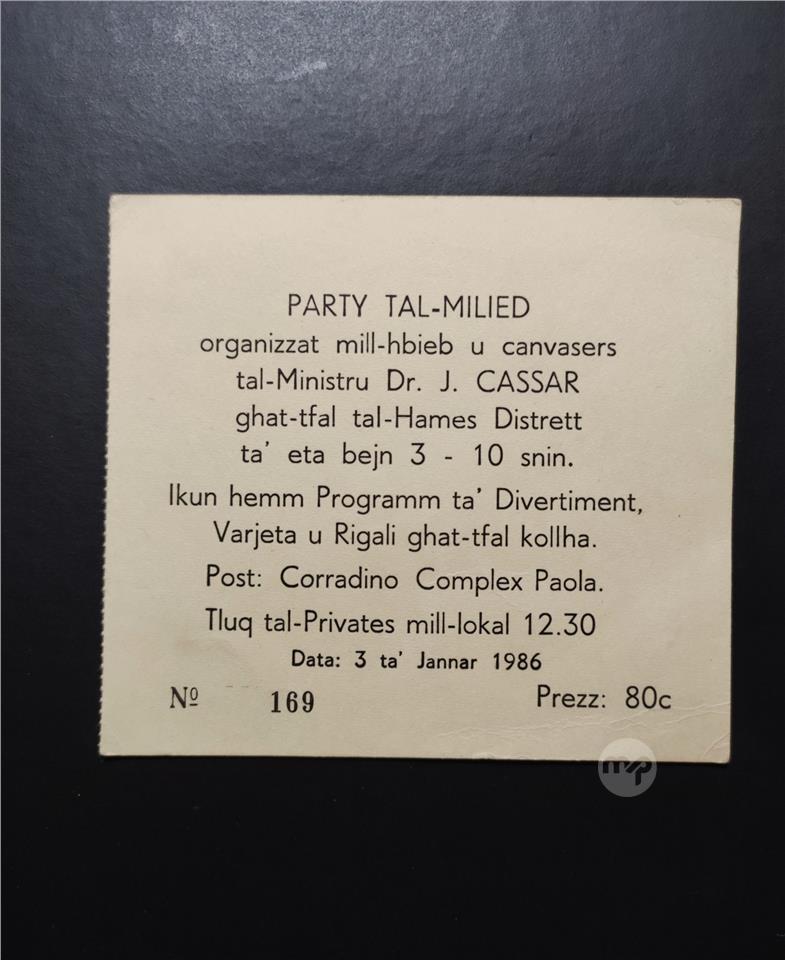 PARTY TAL-MILIED
organizzat mill-hbieb u canvasers
tal-Ministru Dr. J. CASSAR
ghat-tfal tal-Hames Distrett
ta' eta bejn 3 - 10 snin.
Ikun hemm Programm ta' Divertiment,
Varjeta u Rigali ghat-tfal kollha.
Post: Corradino Complex Paola.
Tluq tal-Privates mill-lokal 12.30
Data: 3 ta' Jannar 1986
Nº 169 Prezz: 80c
mp